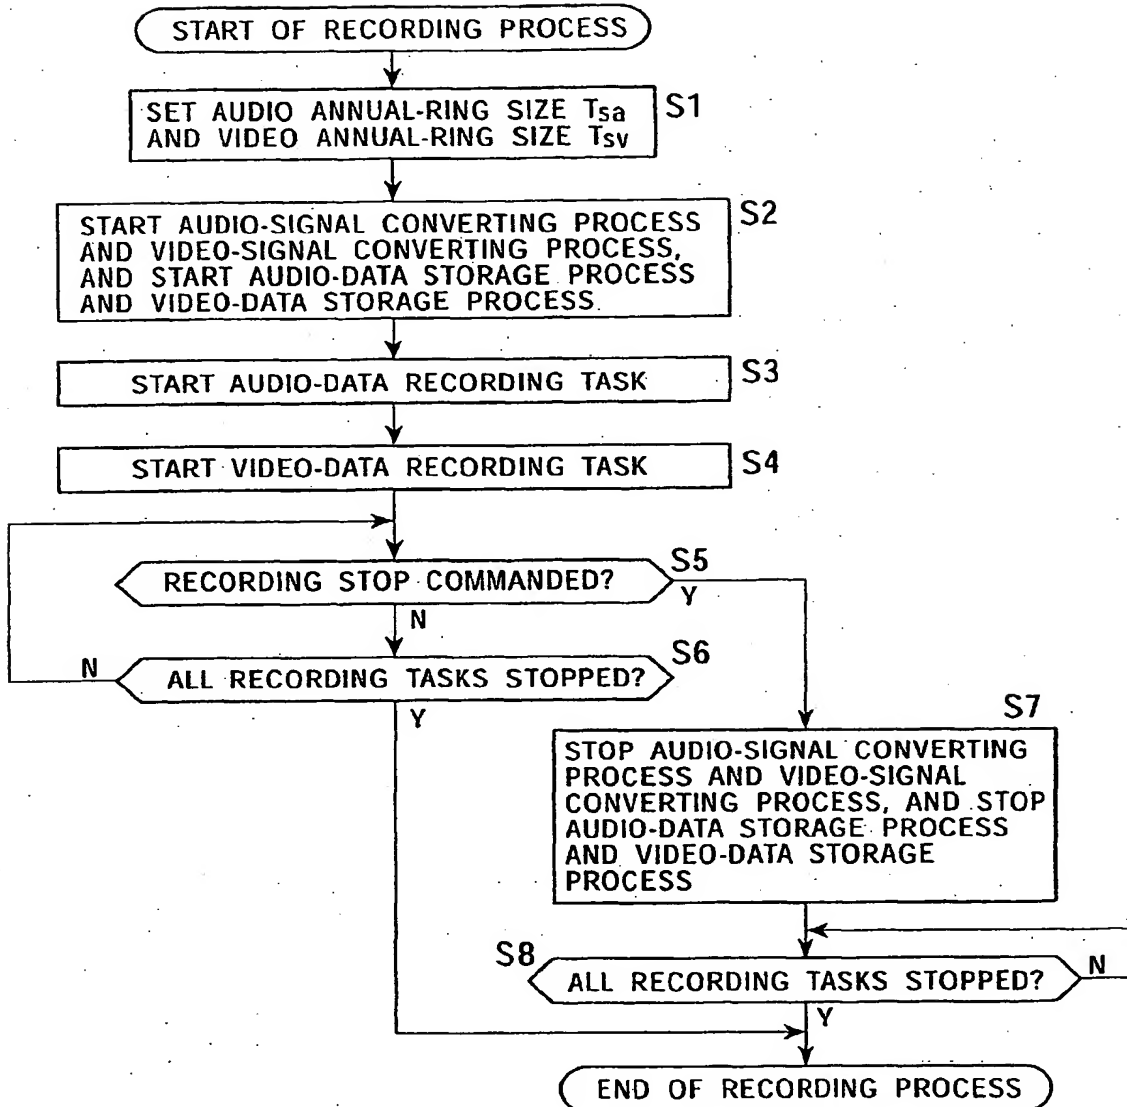 START OF RECORDING PROCESS
SET AUDIO ANNUAL-RING SIZE Tsa
AND VIDEO ANNUAL-RING SIZE Tsv
S1
START AUDIO-SIGNAL CONVERTING PROCESS
AND VIDEO-SIGNAL CONVERTING PROCESS,
AND START AUDIO-DATA STORAGE PROCESS
AND VIDEO-DATA STORAGE PROCESS.
S2
START AUDIO-DATA RECORDING TASK
S3
START VIDEO-DATA RECORDING TASK
S4
RECORDING STOP COMMANDED?
S5
Y
N
ALL RECORDING TASKS STOPPED?
S6
N
Y
S7
STOP AUDIO-SIGNAL CONVERTING
PROCESS AND VIDEO-SIGNAL
CONVERTING PROCESS, AND STOP
AUDIO-DATA STORAGE PROCESS
AND VIDEO-DATA STORAGE
PROCESS
S8
ALL RECORDING TASKS STOPPED?
N
Y
END OF RECORDING PROCESS